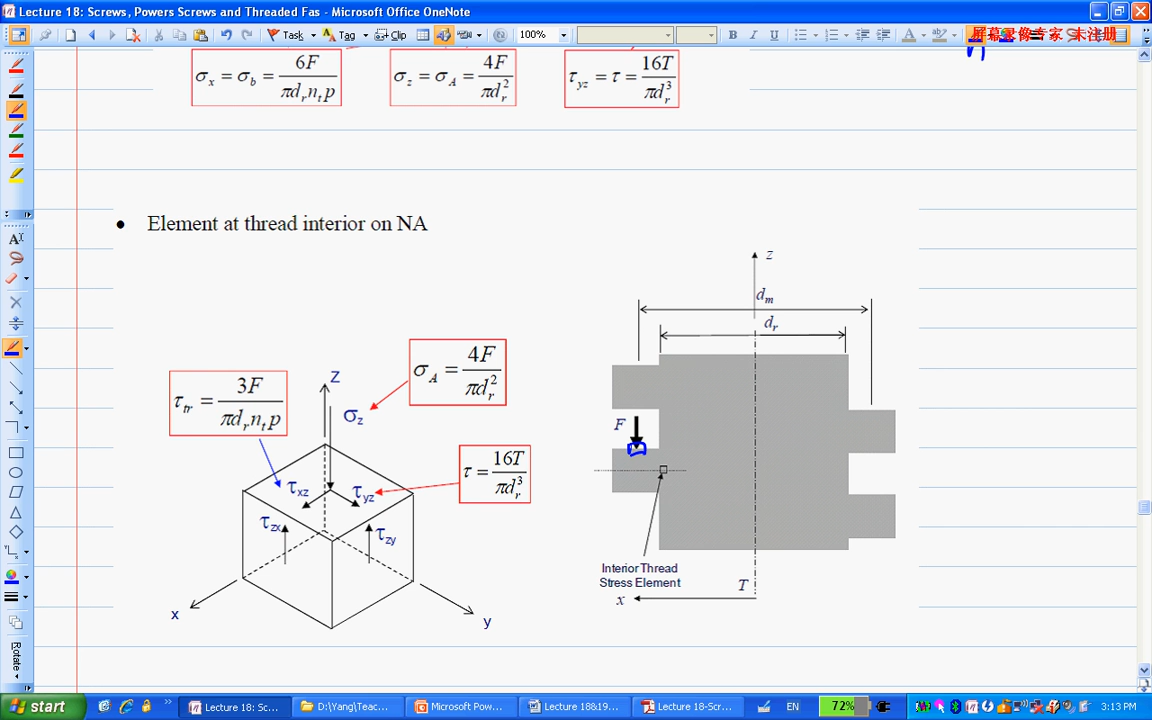 Lecture 18: Screws, Powers Screws and Threaded Fas - Microsoft Office OneNote
Task Tag Clip 100% B I U
屏幕录像专家 未注册
n
σx = σb = 6F / πdrntp
σz = σA = 4F / πdr²
τyz = τ = 16T / πdr³
• Element at thread interior on NA
z
dm
dr
σA = 4F / πdr²
Z
τtr = 3F / πdrntp
σz
F
τ = 16T / πdr³
τxz τyz
τzx τzy
Interior Thread
Stress Element
T
x
x
y
Rotate
start
Lecture 18: Sc...
D:\Yang\Teac...
Microsoft Pow...
Word 18&19...
Lecture 18-Scr...
EN
72%
3:13 PM